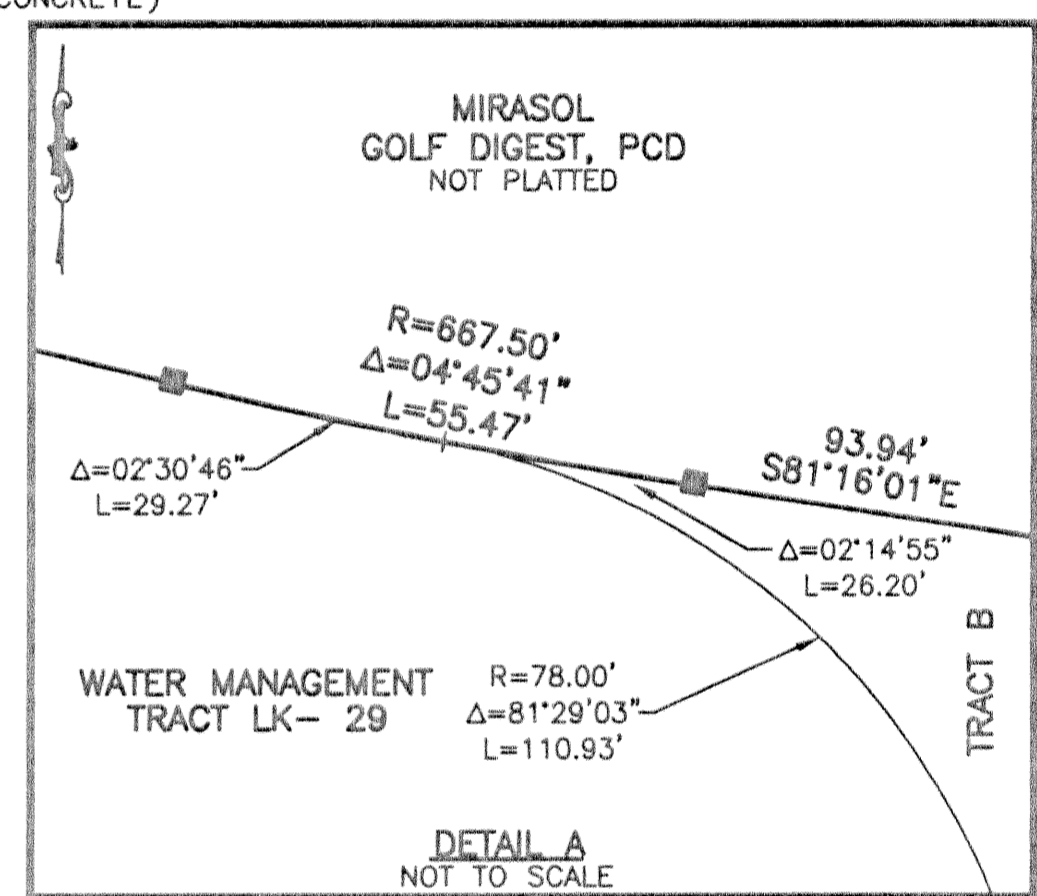 CONCRETE)
MIRASOL
GOLF DIGEST, PCD
NOT PLATTED
R=667.50'
Δ=04°45'41"
L=55.47'
93.94'
S81°16'01"E
Δ=02°30'46"
L=29.27'
Δ=02°14'55"
L=26.20'
TRACT B
WATER MANAGEMENT
TRACT LK- 29
R=78.00'
Δ=81°29'03"
L=110.93'
DETAIL A
NOT TO SCALE